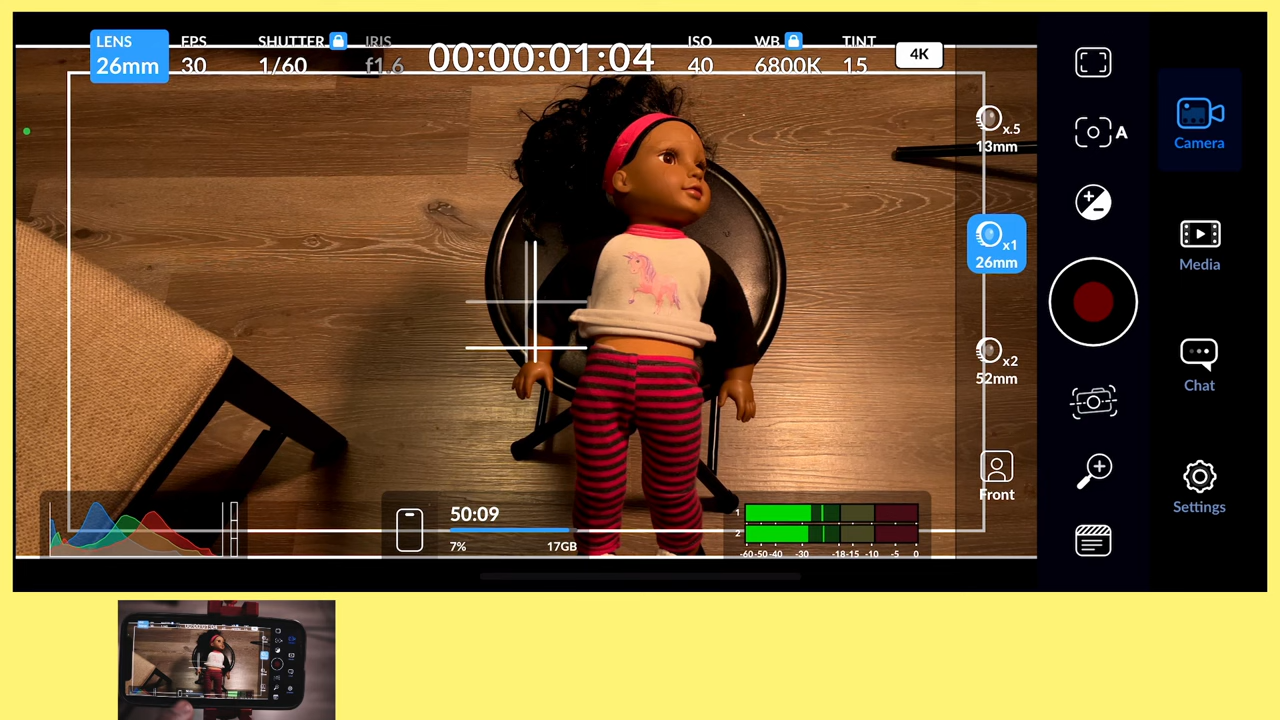 LENS FPS SHUTTER IRIS 00:00:01:04 ISO WB TINT 4K
26mm 30 1/60 f1.6 40 6800K 15
A
Camera
x.5
13mm
Media
x1
26mm
x2
52mm
Chat
Front
Settings
50:09
7% 17GB
1
2
-60 -50 -40 -30 -18 -15 -10 -5 0